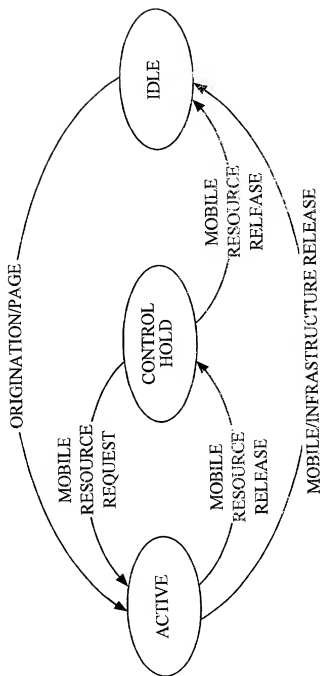 ORIGINATION/PAGE
MOBILE
RESOURCE
REQUEST
ACTIVE
CONTROL
HOLD
IDLE
MOBILE
RESOURCE
RELEASE
MOBILE
RESOURCE
RELEASE
MOBILE/INFRASTRUCTURE RELEASE